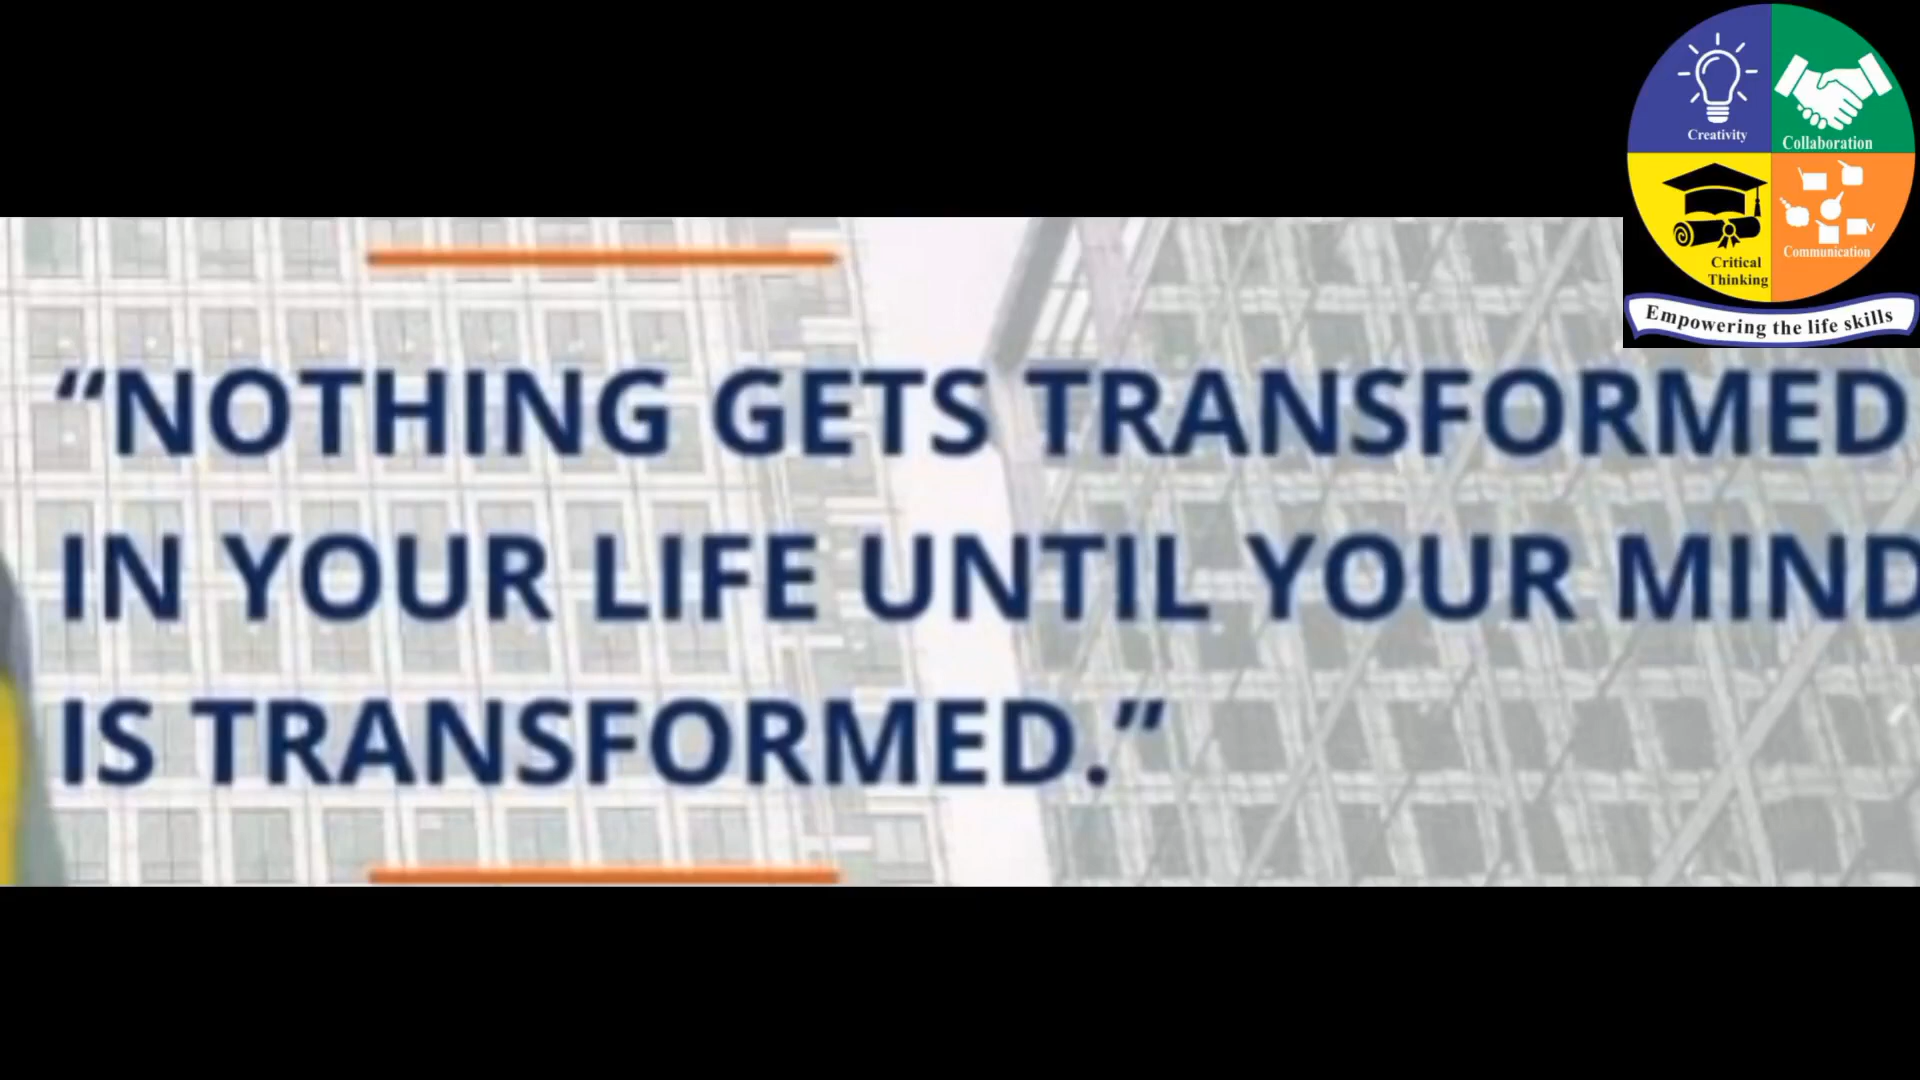 Creativity
Collaboration
Critical
Thinking
Communication
Empowering the life skills
“NOTHING GETS TRANSFORMED
IN YOUR LIFE UNTIL YOUR MIND
IS TRANSFORMED.”